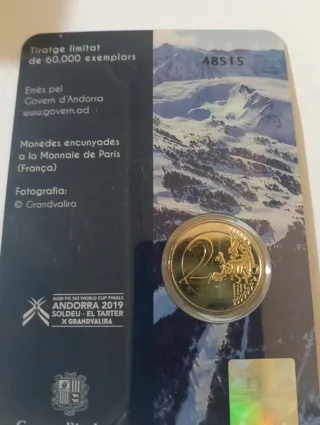 Tiratge limitat
de 60.000 exemplars
48515
Emès pel
Govern d'Andorra
www.govern.ad
Monedes encunyades
a la Monnaie de Paris
(França)
Fotografia:
© Grandvalira
2
AUDI FIS SKI WORLD CUP FINALS
ANDORRA 2019
SOLDEU - EL TARTER
X GRANDVALIRA